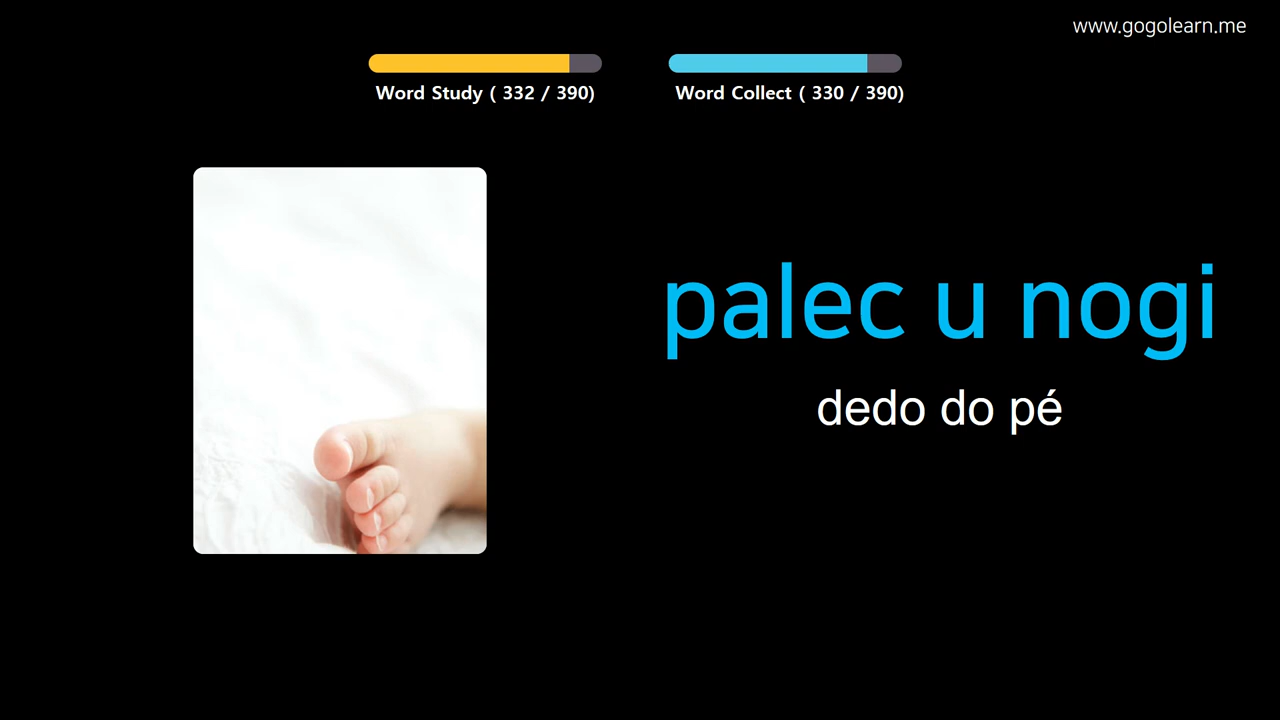 www.gogolearn.me
Word Study ( 332 / 390)
Word Collect ( 330 / 390)
palec u nogi
dedo do pé